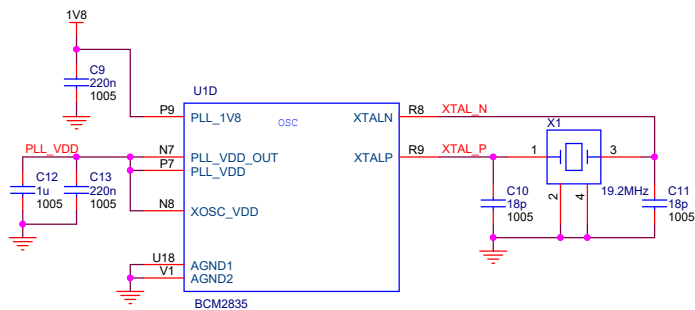 1V8
C9
220n
1005
U1D
P9
PLL_1V8
OSC
XTALN
R8
XTAL_N
X1
PLL_VDD
N7
PLL_VDD_OUT
P7
PLL_VDD
XTALP
R9
XTAL_P
1
3
C12
1u
1005
C13
220n
1005
N8
XOSC_VDD
C10
18p
1005
2
4
19.2MHz
C11
18p
1005
U18
AGND1
V1
AGND2
BCM2835